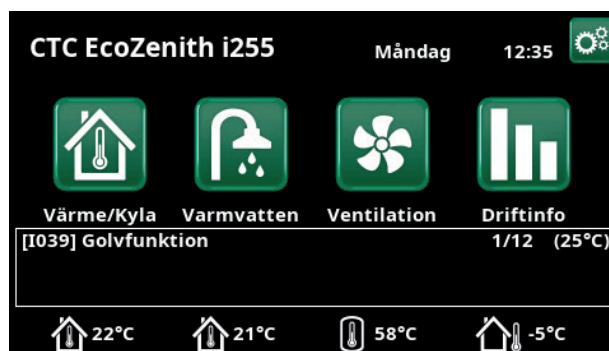 CTC EcoZenith i255 Måndag 12:35
Värme/Kyla Varmvatten Ventilation Driftinfo
[I039] Golvfunktion 1/12 (25°C)
22°C 21°C 58°C -5°C